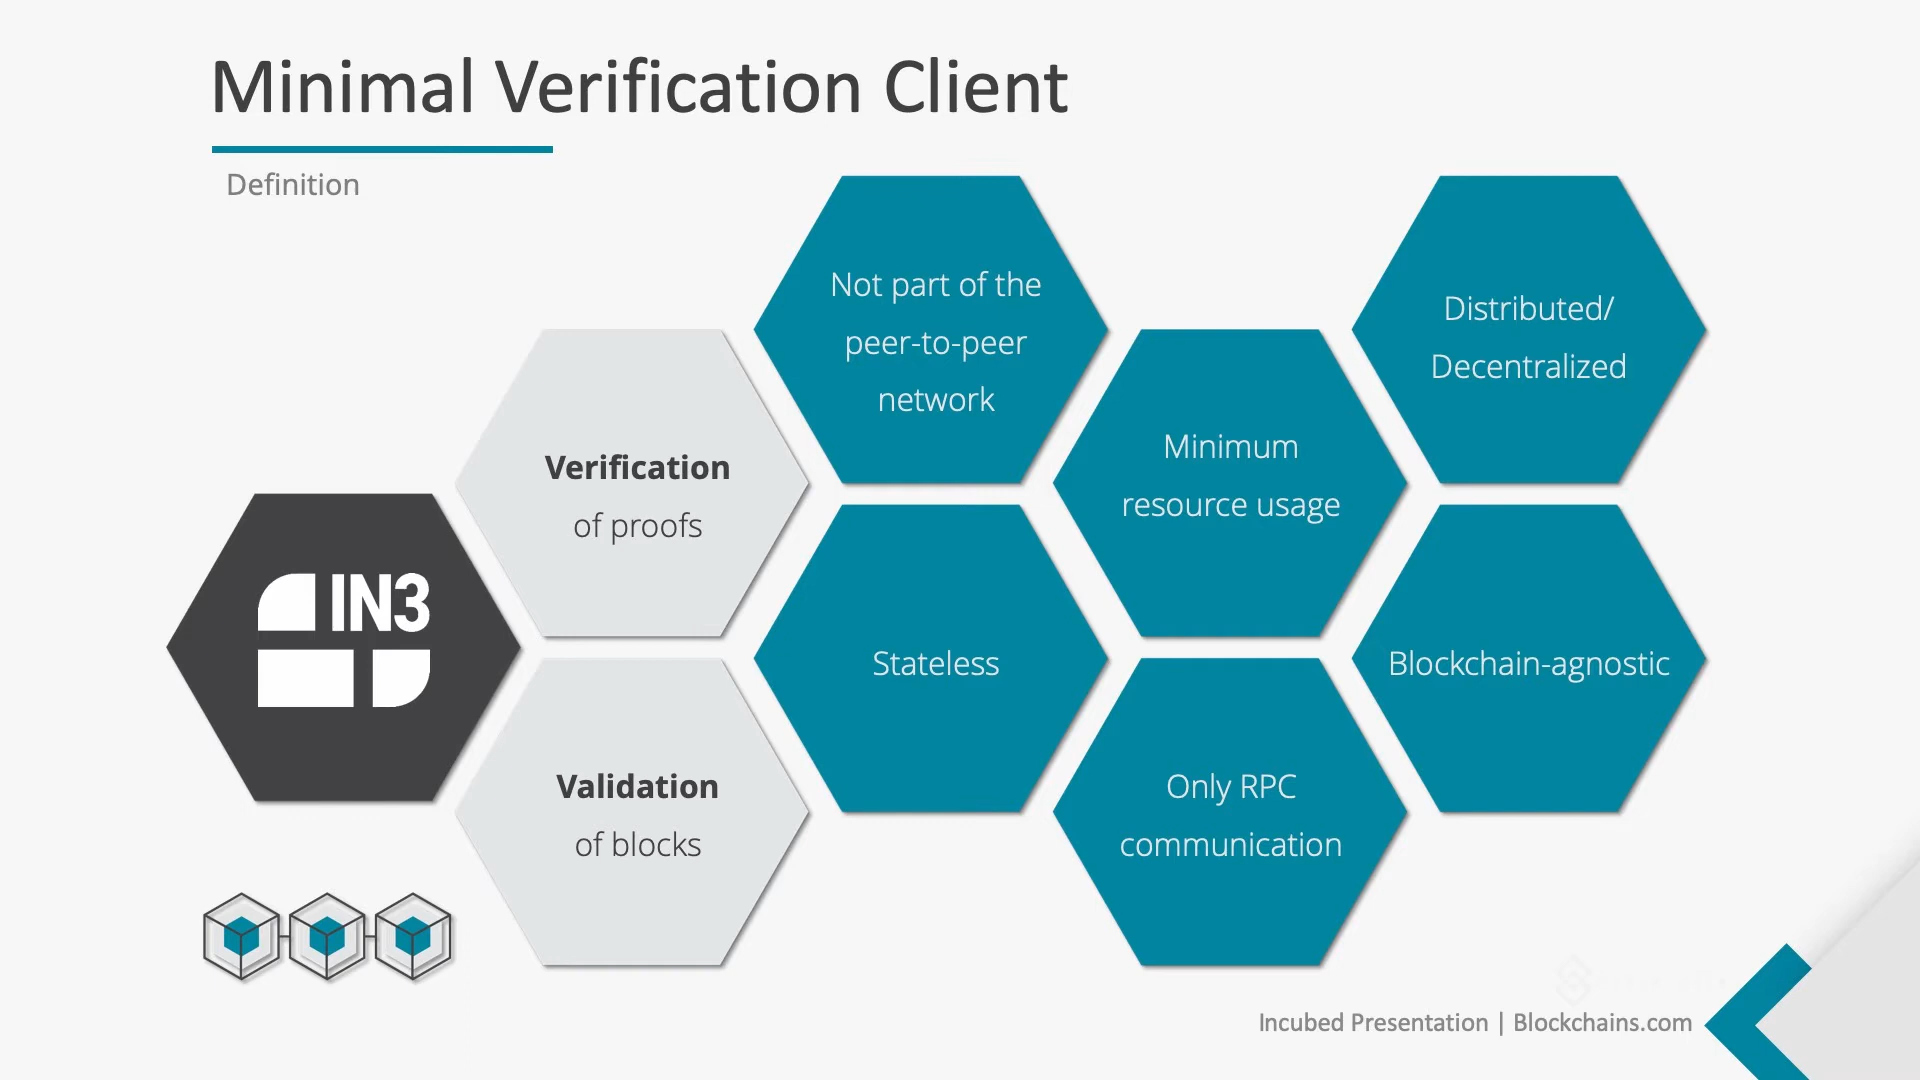 Minimal Verification Client
Definition
IN3
Verification
of proofs
Validation
of blocks
Not part of the
peer-to-peer
network
Stateless
Minimum
resource usage
Only RPC
communication
Distributed/
Decentralized
Blockchain-agnostic
Incubed Presentation | Blockchains.com